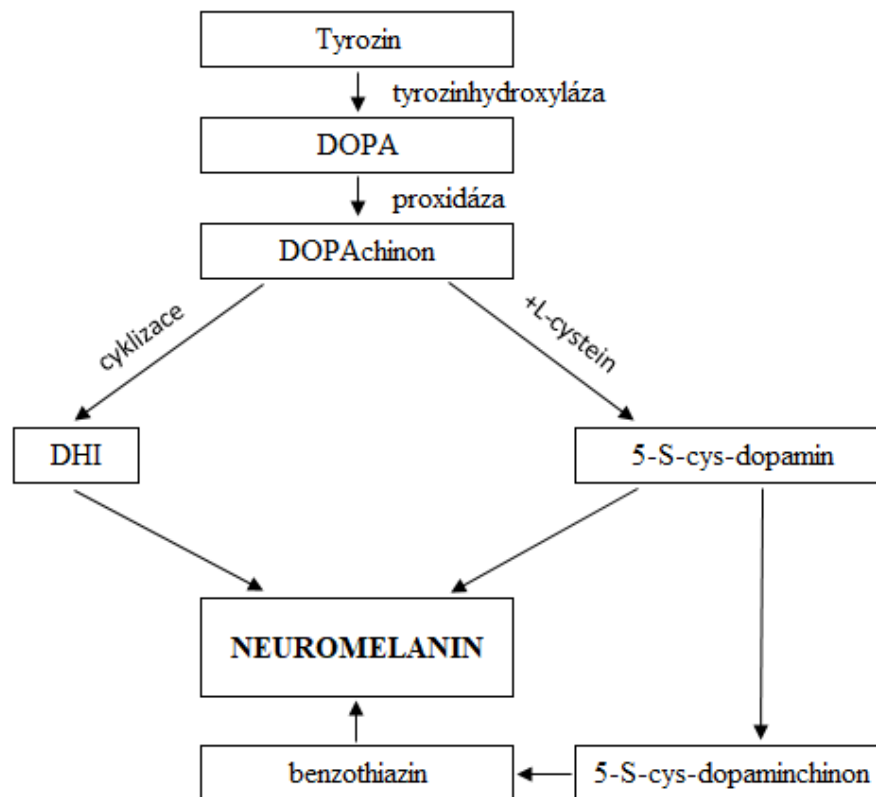 Tyrozin
tyrozinhydroxyláza
DOPA
proxidáza
DOPAchinon
cyklizace
+L-cystein
DHI
5-S-cys-dopamin
NEUROMELANIN
benzothiazin
5-S-cys-dopaminchinon